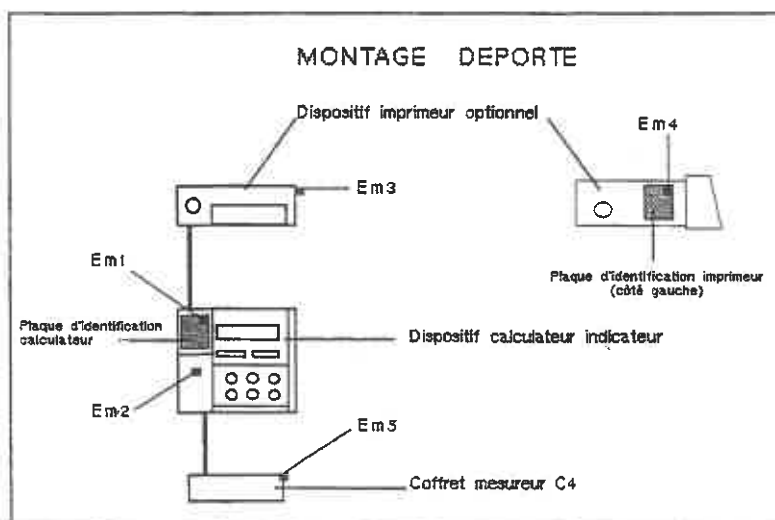 MONTAGE DEPORTE
Dispositif imprimeur optionnel
Em4
Em3
Em1
Plaque d'identification imprimeur
(côté gauche)
Plaque d'identification
calculateur
Dispositif calculateur indicateur
Em2
Em5
Coffret mesureur C4